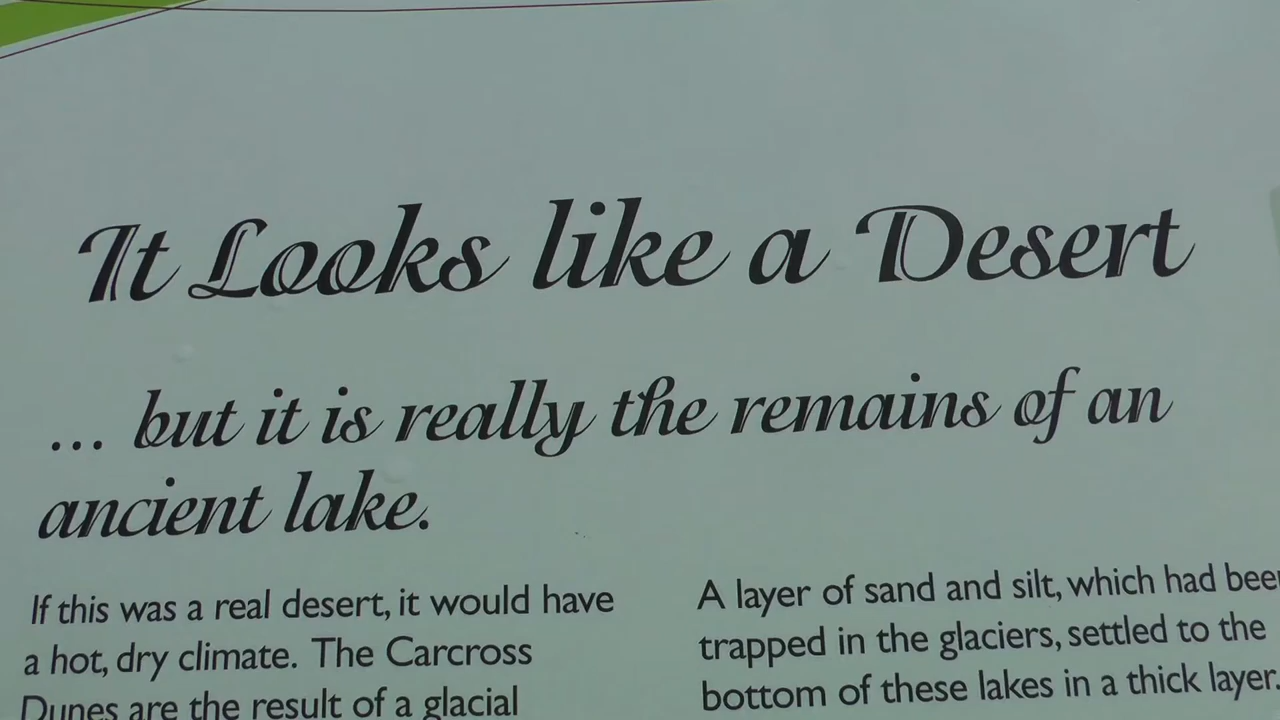 It Looks like a Desert
... but it is really the remains of an
ancient lake.
If this was a real desert, it would have
a hot, dry climate. The Carcross
Dunes are the result of a glacial
A layer of sand and silt, which had been
trapped in the glaciers, settled to the
bottom of these lakes in a thick layer.